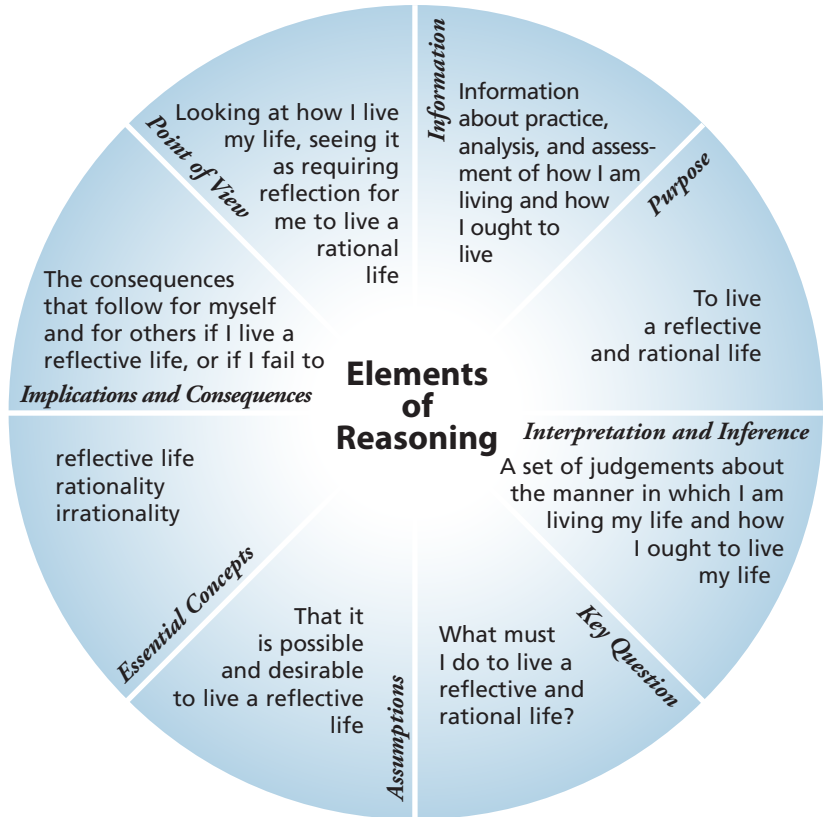 Elements
of
Reasoning
Information
Information
about practice,
analysis, and assess-
ment of how I am
living and how
I ought to
live
Purpose
To live
a reflective
and rational life
Interpretation and Inference
A set of judgements about
the manner in which I am
living my life and how
I ought to live
my life
Key Question
What must
I do to live a
reflective and
rational life?
Assumptions
That it
is possible
and desirable
to live a reflective
life
Essential Concepts
reflective life
rationality
irrationality
The consequences
that follow for myself
and for others if I live a
reflective life, or if I fail to
Implications and Consequences
Point of View
Looking at how I live
my life, seeing it
as requiring
reflection for
me to live a
rational
life